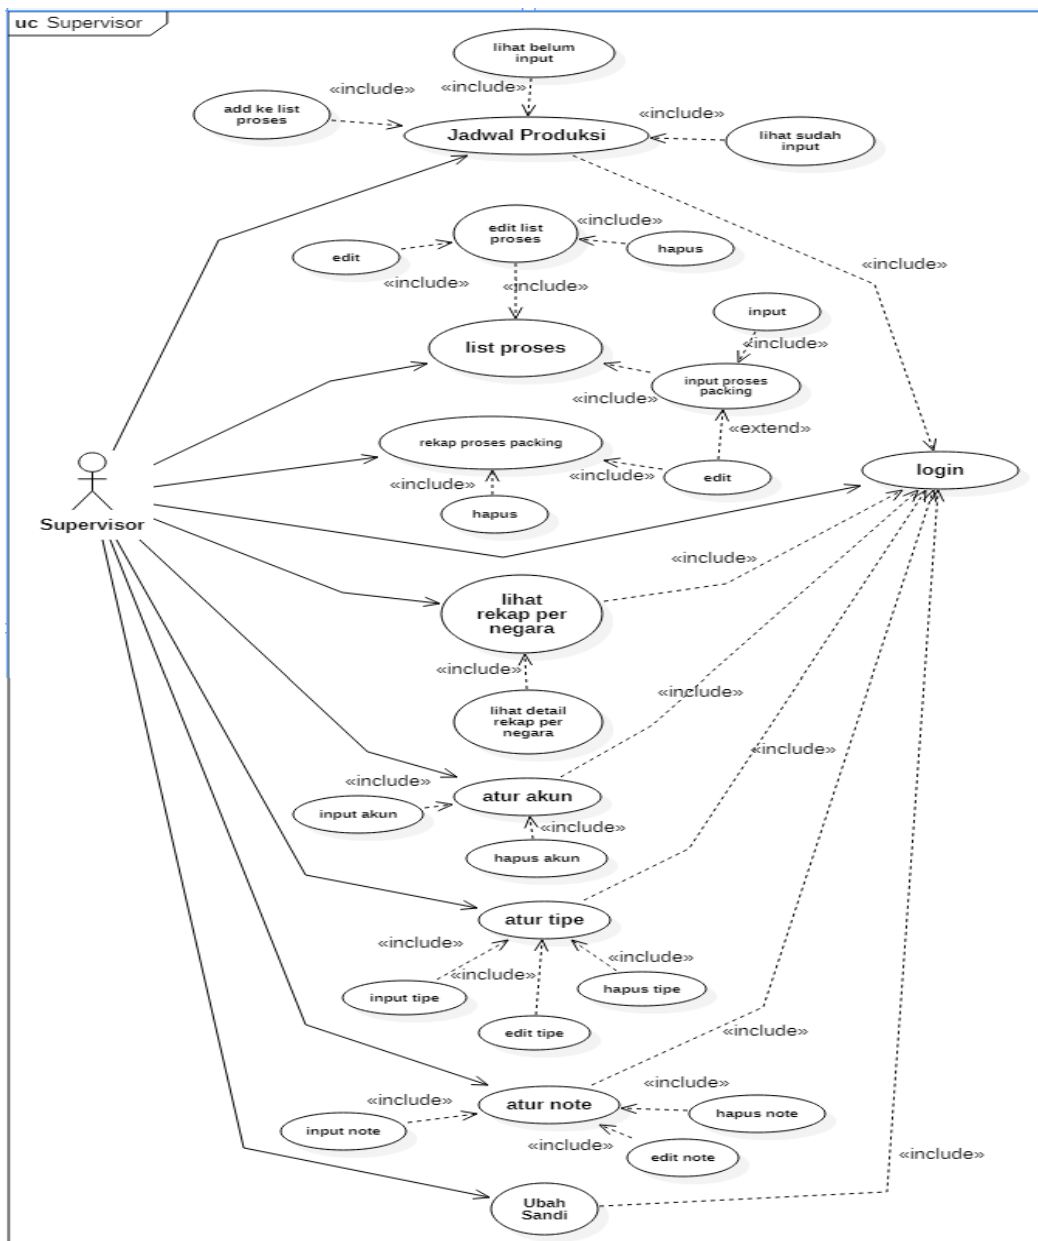 uc Supervisor
lihat belum
input
«include»
«include»
add ke list
proses
«include»
Jadwal Produksi
lihat sudah
input
edit list
proses
«include»
edit
hapus
«include»
«include»
«include»
input
list proses
«include»
input proses
packing
«include»
«extend»
rekap proses packing
login
«include»
edit
«include»
hapus
Supervisor
«include»
lihat
rekap per
negara
«include»
«include»
lihat detail
rekap per
negara
«include»
«include»
atur akun
input akun
«include»
hapus akun
atur tipe
«include»
«include»
«include»
hapus tipe
input tipe
edit tipe
«include»
«include»
«include»
atur note
hapus note
input note
«include»
edit note
«include»
Ubah
Sandi